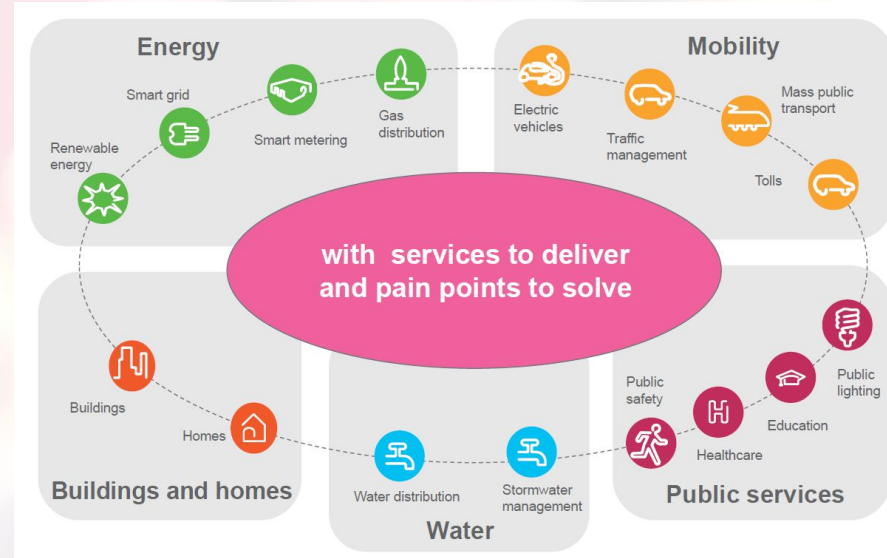 Energy
Smart grid
Renewable
energy
Smart metering
Gas
distribution
Mobility
Electric
vehicles
Traffic
management
Mass public
transport
Tolls
with services to deliver
and pain points to solve
Buildings
Homes
Buildings and homes
Water distribution
Stormwater
management
Water
Public
safety
Healthcare
Education
Public
lighting
Public services